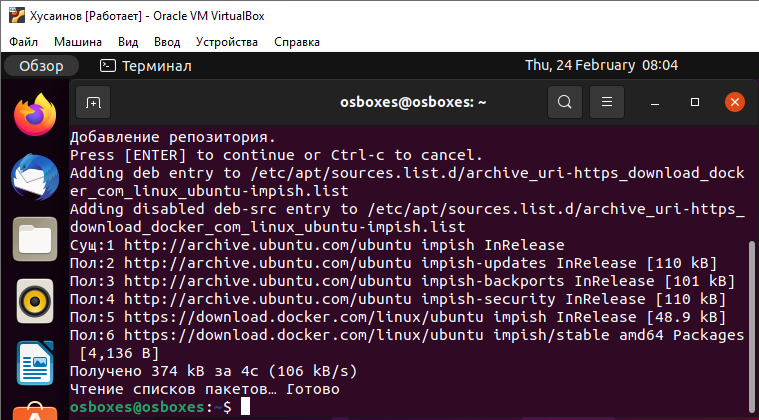 Хусаинов [Работает] - Oracle VM VirtualBox
Файл Машина Вид Ввод Устройства Справка
Обзор Терминал Thu, 24 February 08:04
osboxes@osboxes: ~
Добавление репозитория.
Press [ENTER] to continue or Ctrl-c to cancel.
Adding deb entry to /etc/apt/sources.list.d/archive_uri-https_download_dock
er_com_linux_ubuntu-impish.list
Adding disabled deb-src entry to /etc/apt/sources.list.d/archive_uri-https_
download_docker_com_linux_ubuntu-impish.list
Сущ:1 http://archive.ubuntu.com/ubuntu impish InRelease
Пол:2 http://archive.ubuntu.com/ubuntu impish-updates InRelease [110 kB]
Пол:3 http://archive.ubuntu.com/ubuntu impish-backports InRelease [101 kB]
Пол:4 http://archive.ubuntu.com/ubuntu impish-security InRelease [110 kB]
Пол:5 https://download.docker.com/linux/ubuntu impish InRelease [48.9 kB]
Пол:6 https://download.docker.com/linux/ubuntu impish/stable amd64 Packages
[4,136 B]
Получено 374 kB за 4с (106 kB/s)
Чтение списков пакетов… Готово
osboxes@osboxes:~$